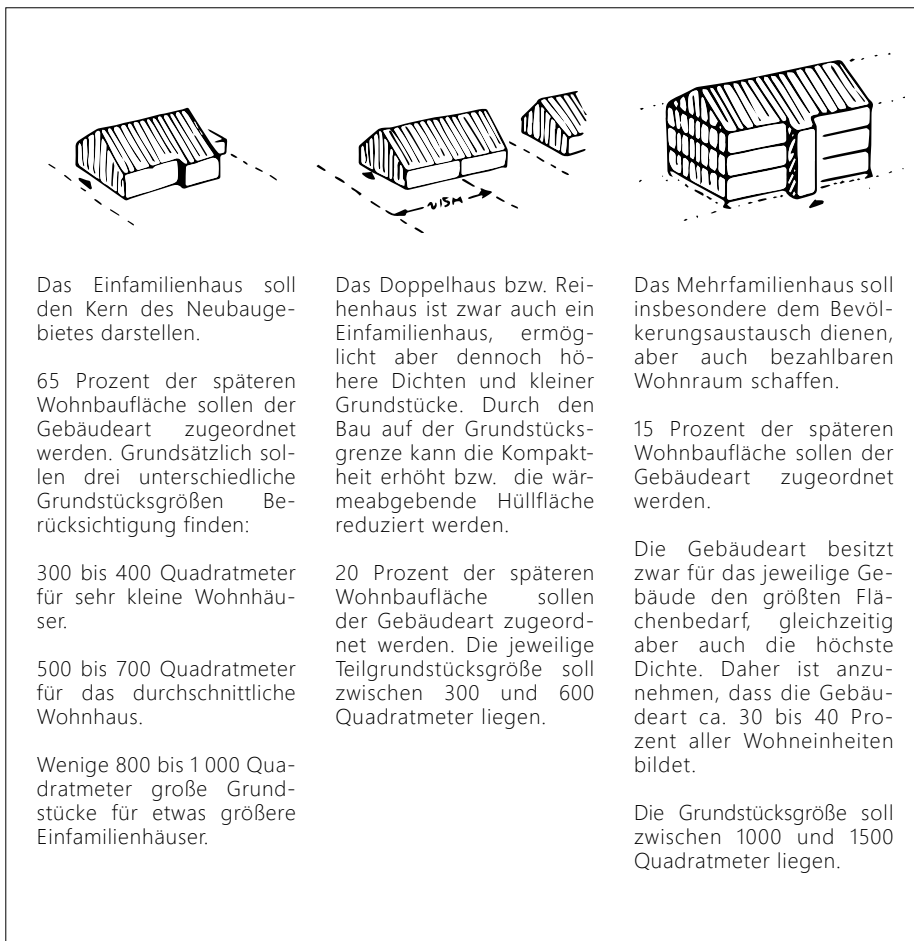 ~15M
Das Einfamilienhaus soll
den Kern des Neubauge-
bietes darstellen.
65 Prozent der späteren
Wohnbaufläche sollen der
Gebäudeart zugeordnet
werden. Grundsätzlich sol-
len drei unterschiedliche
Grundstücksgrößen Be-
rücksichtigung finden:
300 bis 400 Quadratmeter
für sehr kleine Wohnhäu-
ser.
500 bis 700 Quadratmeter
für das durchschnittliche
Wohnhaus.
Wenige 800 bis 1 000 Qua-
dratmeter große Grund-
stücke für etwas größere
Einfamilienhäuser.
Das Doppelhaus bzw. Rei-
henhaus ist zwar auch ein
Einfamilienhaus, ermög-
licht aber dennoch hö-
here Dichten und kleiner
Grundstücke. Durch den
Bau auf der Grundstücks-
grenze kann die Kompakt-
heit erhöht bzw. die wär-
meabgebende Hüllfläche
reduziert werden.
20 Prozent der späteren
Wohnbaufläche sollen
der Gebäudeart zugeord-
net werden. Die jeweilige
Teilgrundstücksgröße soll
zwischen 300 und 600
Quadratmeter liegen.
Das Mehrfamilienhaus soll
insbesondere dem Bevöl-
kerungsaustausch dienen,
aber auch bezahlbaren
Wohnraum schaffen.
15 Prozent der späteren
Wohnbaufläche sollen der
Gebäudeart zugeordnet
werden.
Die Gebäudeart besitzt
zwar für das jeweilige Ge-
bäude den größten Flä-
chenbedarf, gleichzeitig
aber auch die höchste
Dichte. Daher ist anzu-
nehmen, dass die Gebäu-
deart ca. 30 bis 40 Pro-
zent aller Wohneinheiten
bildet.
Die Grundstücksgröße soll
zwischen 1000 und 1500
Quadratmeter liegen.